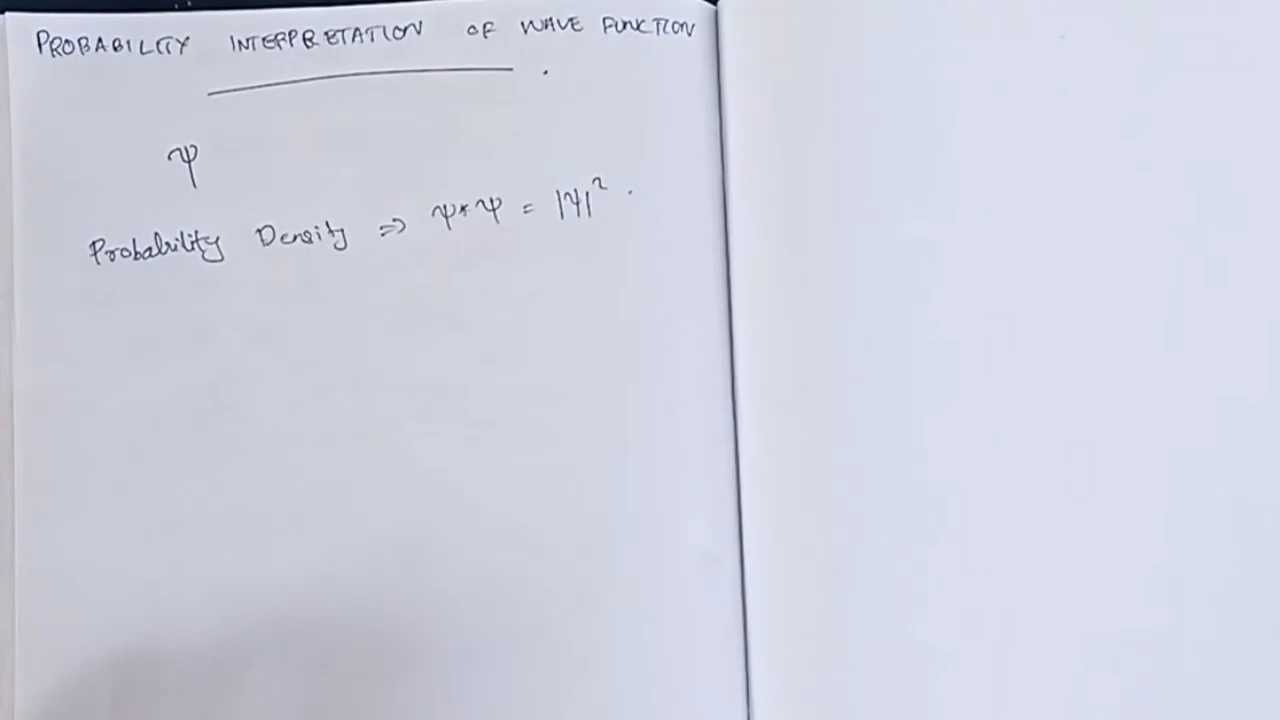 PROBABILITY INTERPRETATION OF WAVE FUNCTION
ψ
Probability Density ⇒ ψ*ψ = |ψ|² .